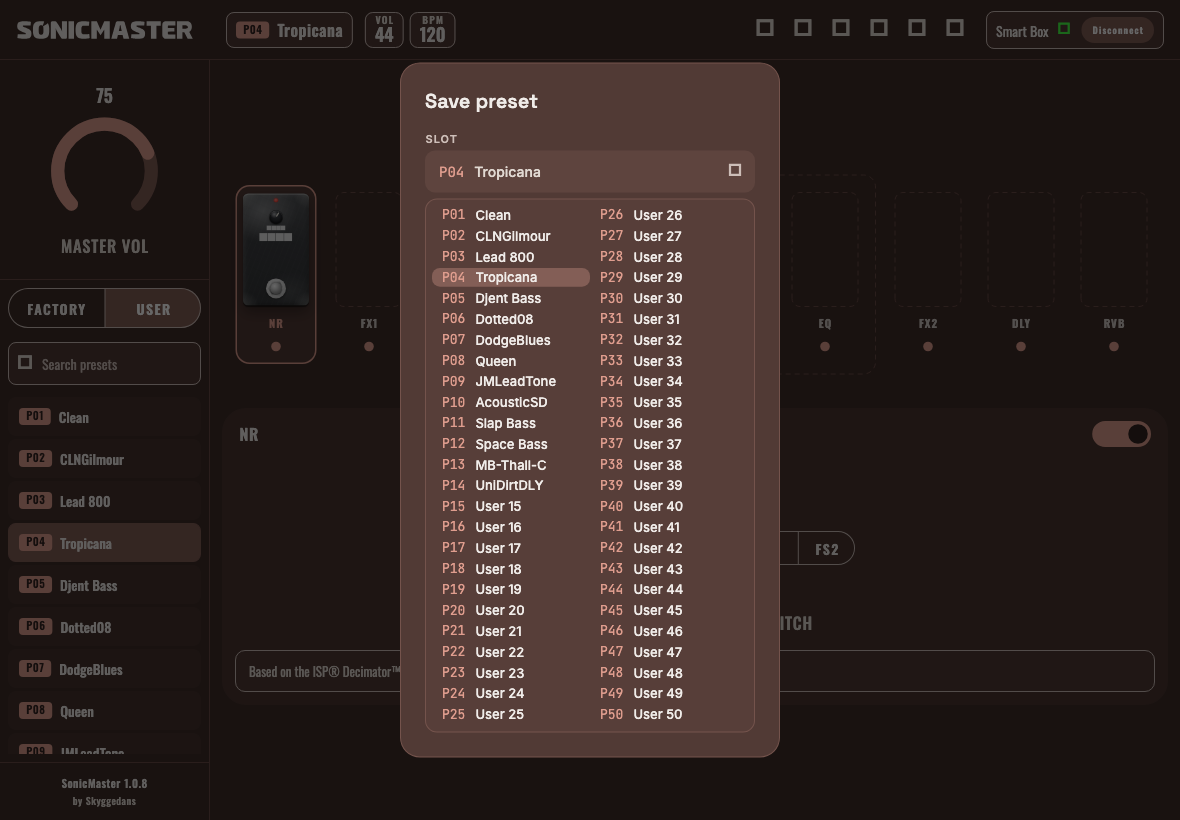 SONICMASTER
P04 Tropicana
VOL
44
BPM
120
Smart Box
Disconnect
75
MASTER VOL
FACTORY
USER
Search presets
P01 Clean
P02 CLNGilmour
P03 Lead 800
P04 Tropicana
P05 Djent Bass
P06 Dotted08
P07 DodgeBlues
P08 Queen
P09 JMLeadTone
SonicMaster 1.0.8
by Skyggedans
NR
FX1
EQ
FX2
DLY
RVB
NR
FS2
ITCH
Based on the ISP® Decimator™
Save preset
SLOT
P04 Tropicana
P01 Clean
P02 CLNGilmour
P03 Lead 800
P04 Tropicana
P05 Djent Bass
P06 Dotted08
P07 DodgeBlues
P08 Queen
P09 JMLeadTone
P10 AcousticSD
P11 Slap Bass
P12 Space Bass
P13 MB-Thall-C
P14 UniDirtDLY
P15 User 15
P16 User 16
P17 User 17
P18 User 18
P19 User 19
P20 User 20
P21 User 21
P22 User 22
P23 User 23
P24 User 24
P25 User 25
P26 User 26
P27 User 27
P28 User 28
P29 User 29
P30 User 30
P31 User 31
P32 User 32
P33 User 33
P34 User 34
P35 User 35
P36 User 36
P37 User 37
P38 User 38
P39 User 39
P40 User 40
P41 User 41
P42 User 42
P43 User 43
P44 User 44
P45 User 45
P46 User 46
P47 User 47
P48 User 48
P49 User 49
P50 User 50